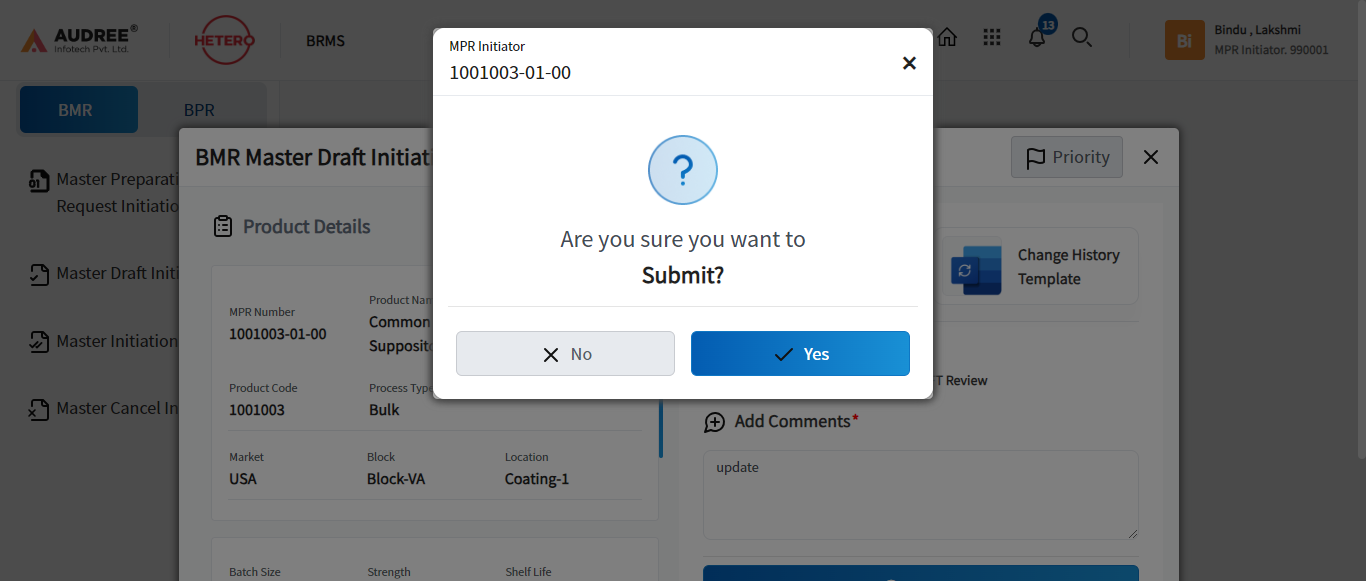 AUDREE®
Infotech Pvt. Ltd.
HETERO
BRMS
13
Bi
Bindu , Lakshmi
MPR Initiator. 990001
BMR
BPR
Master Preparati
Request Initiatio
Master Draft Initi
Master Initiation
Master Cancel In
MPR Initiator
1001003-01-00
?
Are you sure you want to
Submit?
No
Yes
BMR Master Draft Initiat
Priority
Product Details
MPR Number
1001003-01-00
Product Nan
Common
Supposit
Product Code
1001003
Process Type
Bulk
Market
USA
Block
Block-VA
Location
Coating-1
Batch Size
Strength
Shelf Life
Change History
Template
T Review
Add Comments*
update